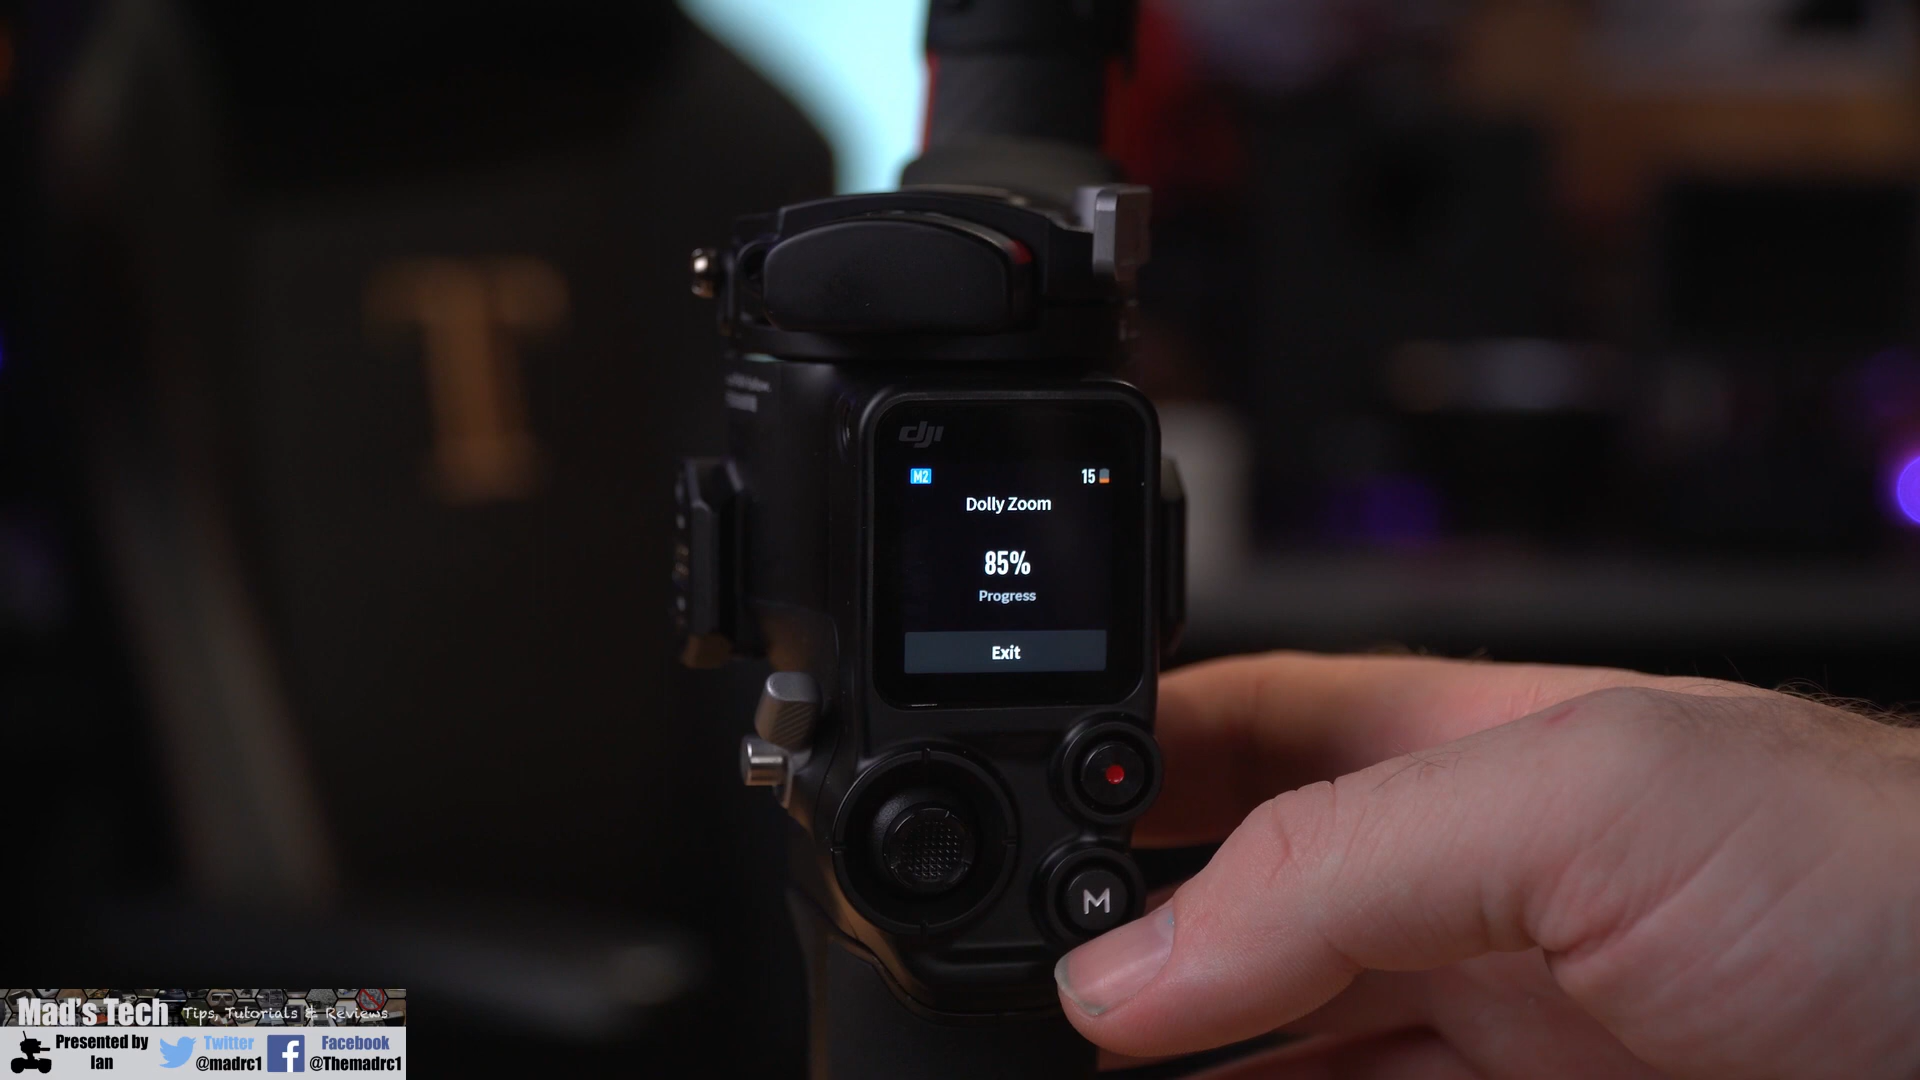 T
dji
M2
15
Dolly Zoom
85%
Progress
Exit
M
Mad's Tech Tips, Tutorials & Reviews
Presented by
Ian
Twitter
@madrc1
Facebook
@Themadrc1